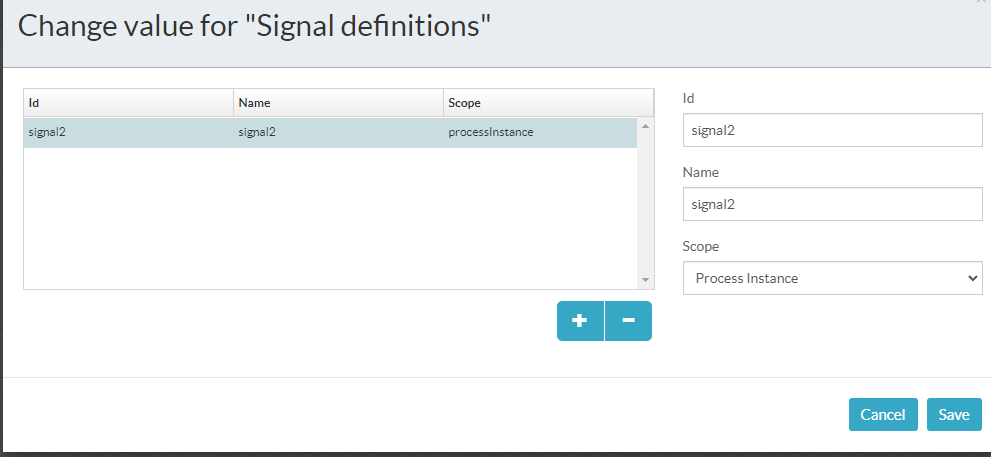 Change value for "Signal definitions"
Id Name Scope
signal2 signal2 processInstance
Id
signal2
Name
signal2
Scope
Process Instance
+ -
Cancel Save